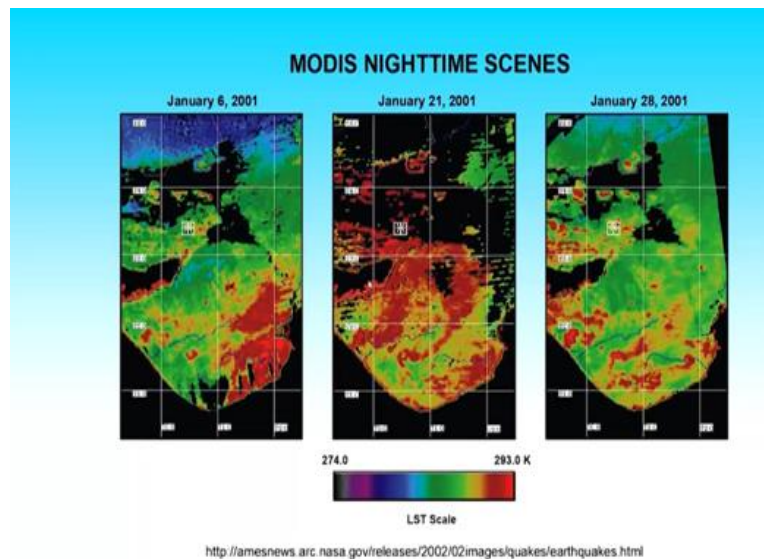 MODIS NIGHTTIME SCENES
January 6, 2001 January 21, 2001 January 28, 2001
274.0 293.0 K
LST Scale
http://amesnews.arc.nasa.gov/releases/2002/02images/quakes/earthquakes.html